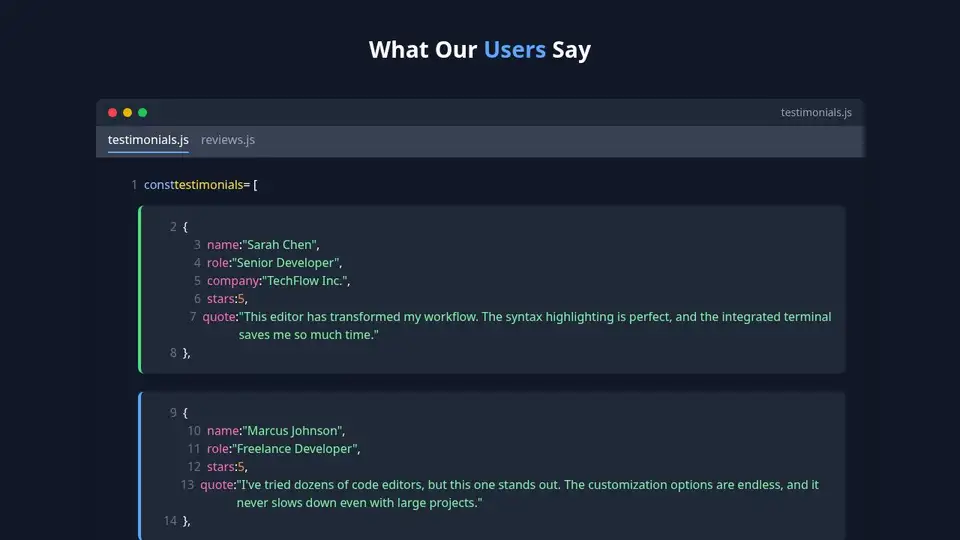 What Our Users Say
testimonials.js
testimonials.js reviews.js
1 consttestimonials= [
2 {
3 name:"Sarah Chen",
4 role:"Senior Developer",
5 company:"TechFlow Inc.",
6 stars:5,
7 quote:"This editor has transformed my workflow. The syntax highlighting is perfect, and the integrated terminal
saves me so much time."
8 },
9 {
10 name:"Marcus Johnson",
11 role:"Freelance Developer",
12 stars:5,
13 quote:"I've tried dozens of code editors, but this one stands out. The customization options are endless, and it
never slows down even with large projects."
14 },